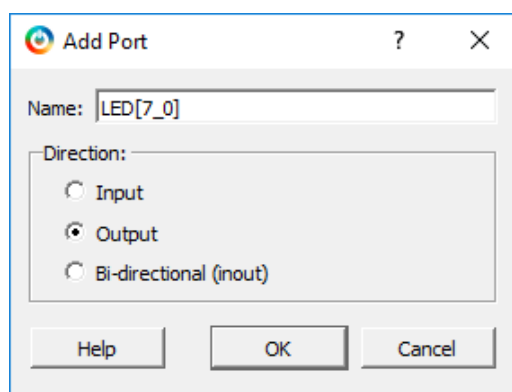 Add Port
?
Name: LED[7_0]
Direction:
Input
Output
Bi-directional (inout)
Help OK Cancel